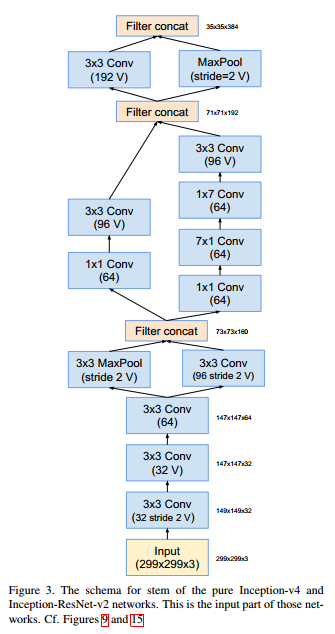 Filter concat 35x35x384
3x3 Conv
(192 V)
MaxPool
(stride=2 V)
Filter concat 71x71x192
3x3 Conv
(96 V)
1x7 Conv
(64)
3x3 Conv
(96 V)
7x1 Conv
(64)
1x1 Conv
(64)
1x1 Conv
(64)
Filter concat 73x73x160
3x3 MaxPool
(stride 2 V)
3x3 Conv
(96 stride 2 V)
3x3 Conv
(64)
147x147x64
3x3 Conv
(32 V)
147x147x32
3x3 Conv
(32 stride 2 V)
149x149x32
Input
(299x299x3)
299x299x3
Figure 3. The schema for stem of the pure Inception-v4 and
Inception-ResNet-v2 networks. This is the input part of those net-
works. Cf. Figures 9 and 15